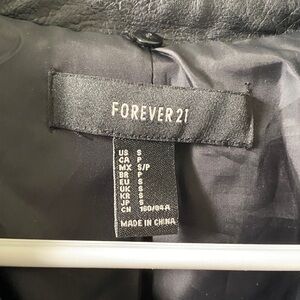 FOREVER 21
US S
CA P
MX S/P
BR P
EU S
UK S
KR S
JP S
CN 160/84A
MADE IN CHINA